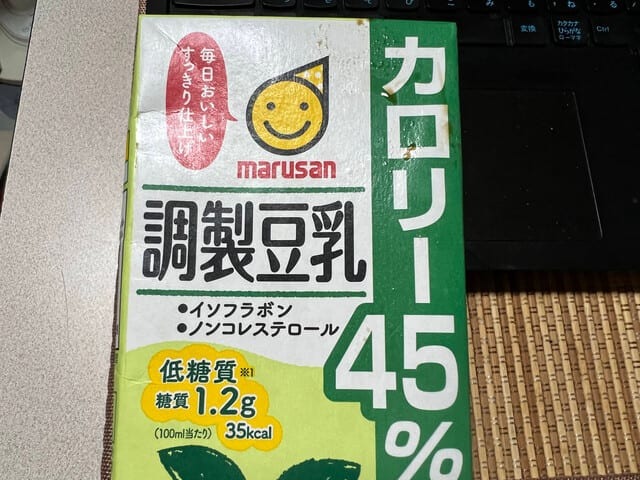 毎日おいしい
すっきり仕上げ
marusan
調製豆乳
•イソフラボン
•ノンコレステロール
カロリー
45%
低糖質※1
糖質1.2g
(100ml当たり) 35kcal
変換
カタカナ
ひらがな
ローマ字
Ctrl